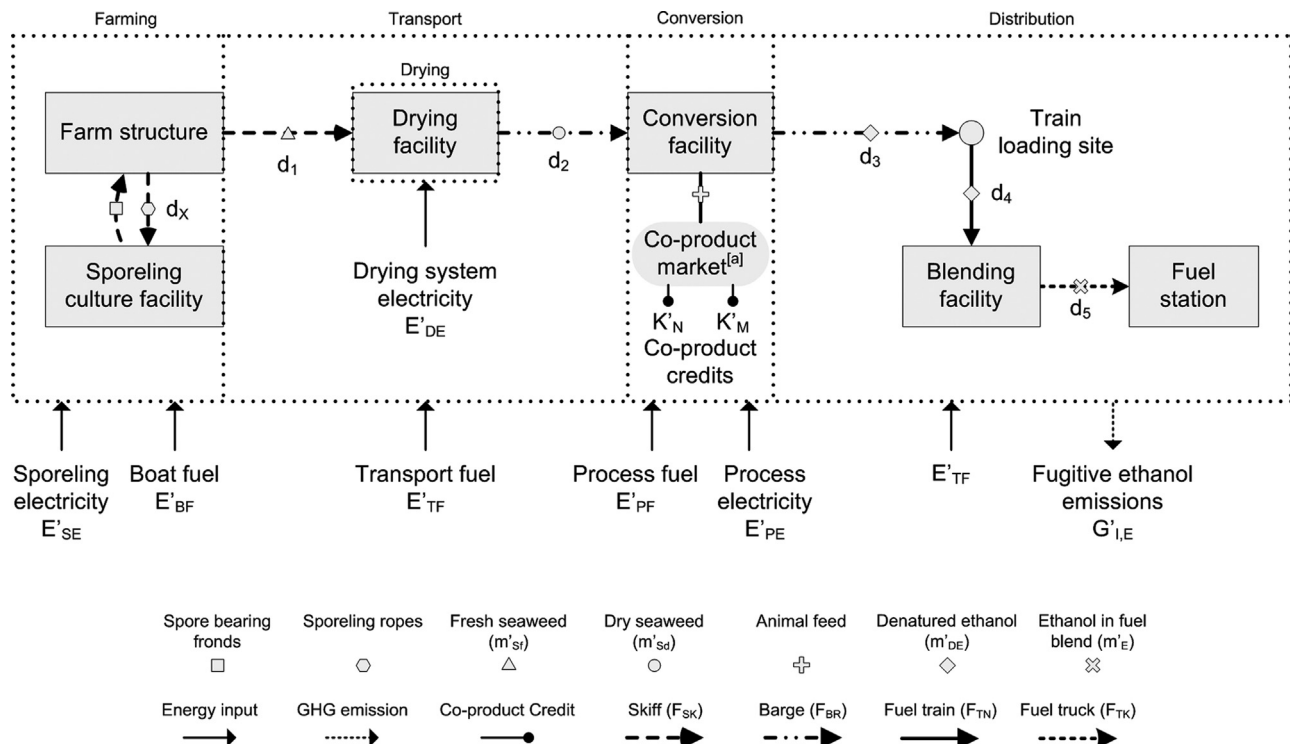 Farming
Transport
Conversion
Distribution
Drying
Farm structure
d1
Drying
facility
d2
Conversion
facility
d3
Train
loading site
dX
d4
Sporeling
culture facility
Drying system
electricity
E'DE
Co-product
market[a]
K'N
K'M
Co-product
credits
Blending
facility
d5
Fuel
station
Sporeling
electricity
E'SE
Boat fuel
E'BF
Transport fuel
E'TF
Process fuel
E'PF
Process
electricity
E'PE
E'TF
Fugitive ethanol
emissions
G'I,E
Spore bearing
fronds
Sporeling ropes
Fresh seaweed
(m'Sf)
Dry seaweed
(m'Sd)
Animal feed
Denatured ethanol
(m'DE)
Ethanol in fuel
blend (m'E)
Energy input
GHG emission
Co-product Credit
Skiff (FSK)
Barge (FBR)
Fuel train (FTN)
Fuel truck (FTK)